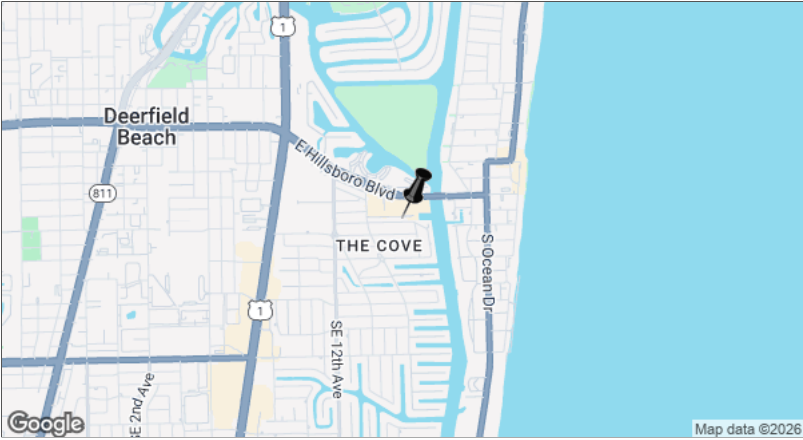 1
Deerfield
Beach
E Hillsboro Blvd
811
THE COVE
S Ocean Dr
1
SE 12th Ave
SE 2nd Ave
Google
Map data ©2026